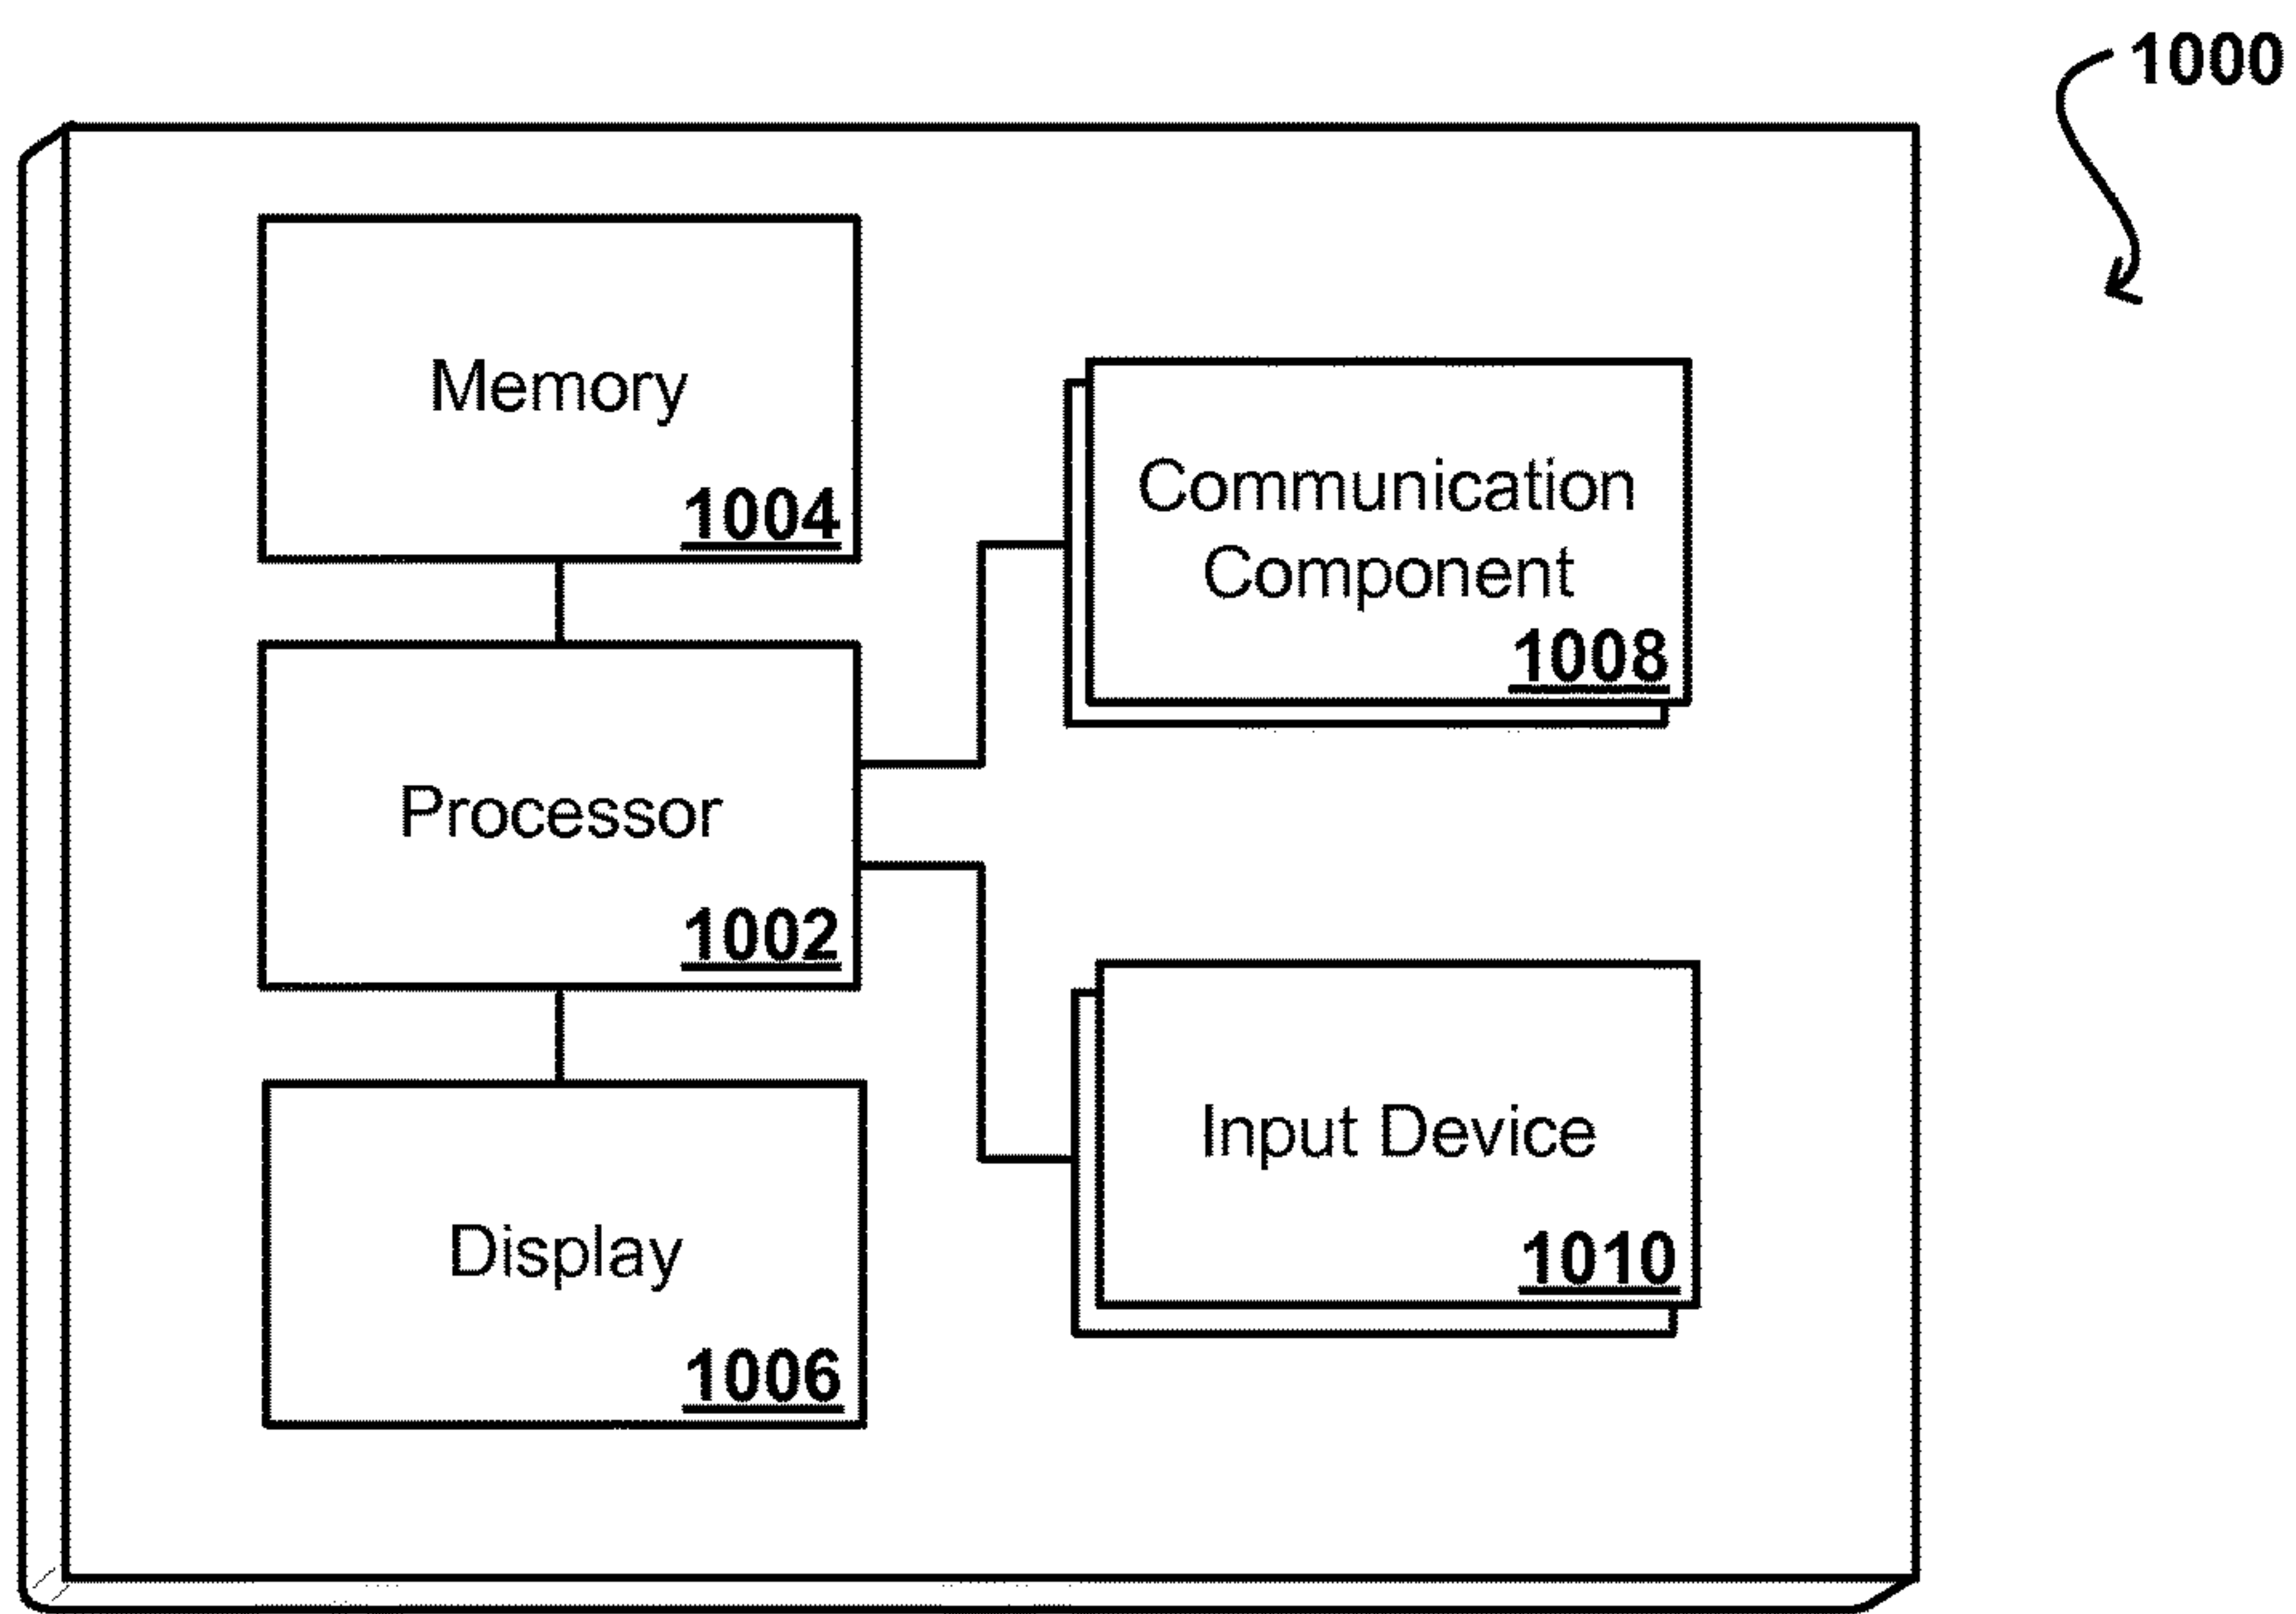 1000
Memory
1004
Communication
Component
1008
Processor
1002
Input Device
1010
Display
1006